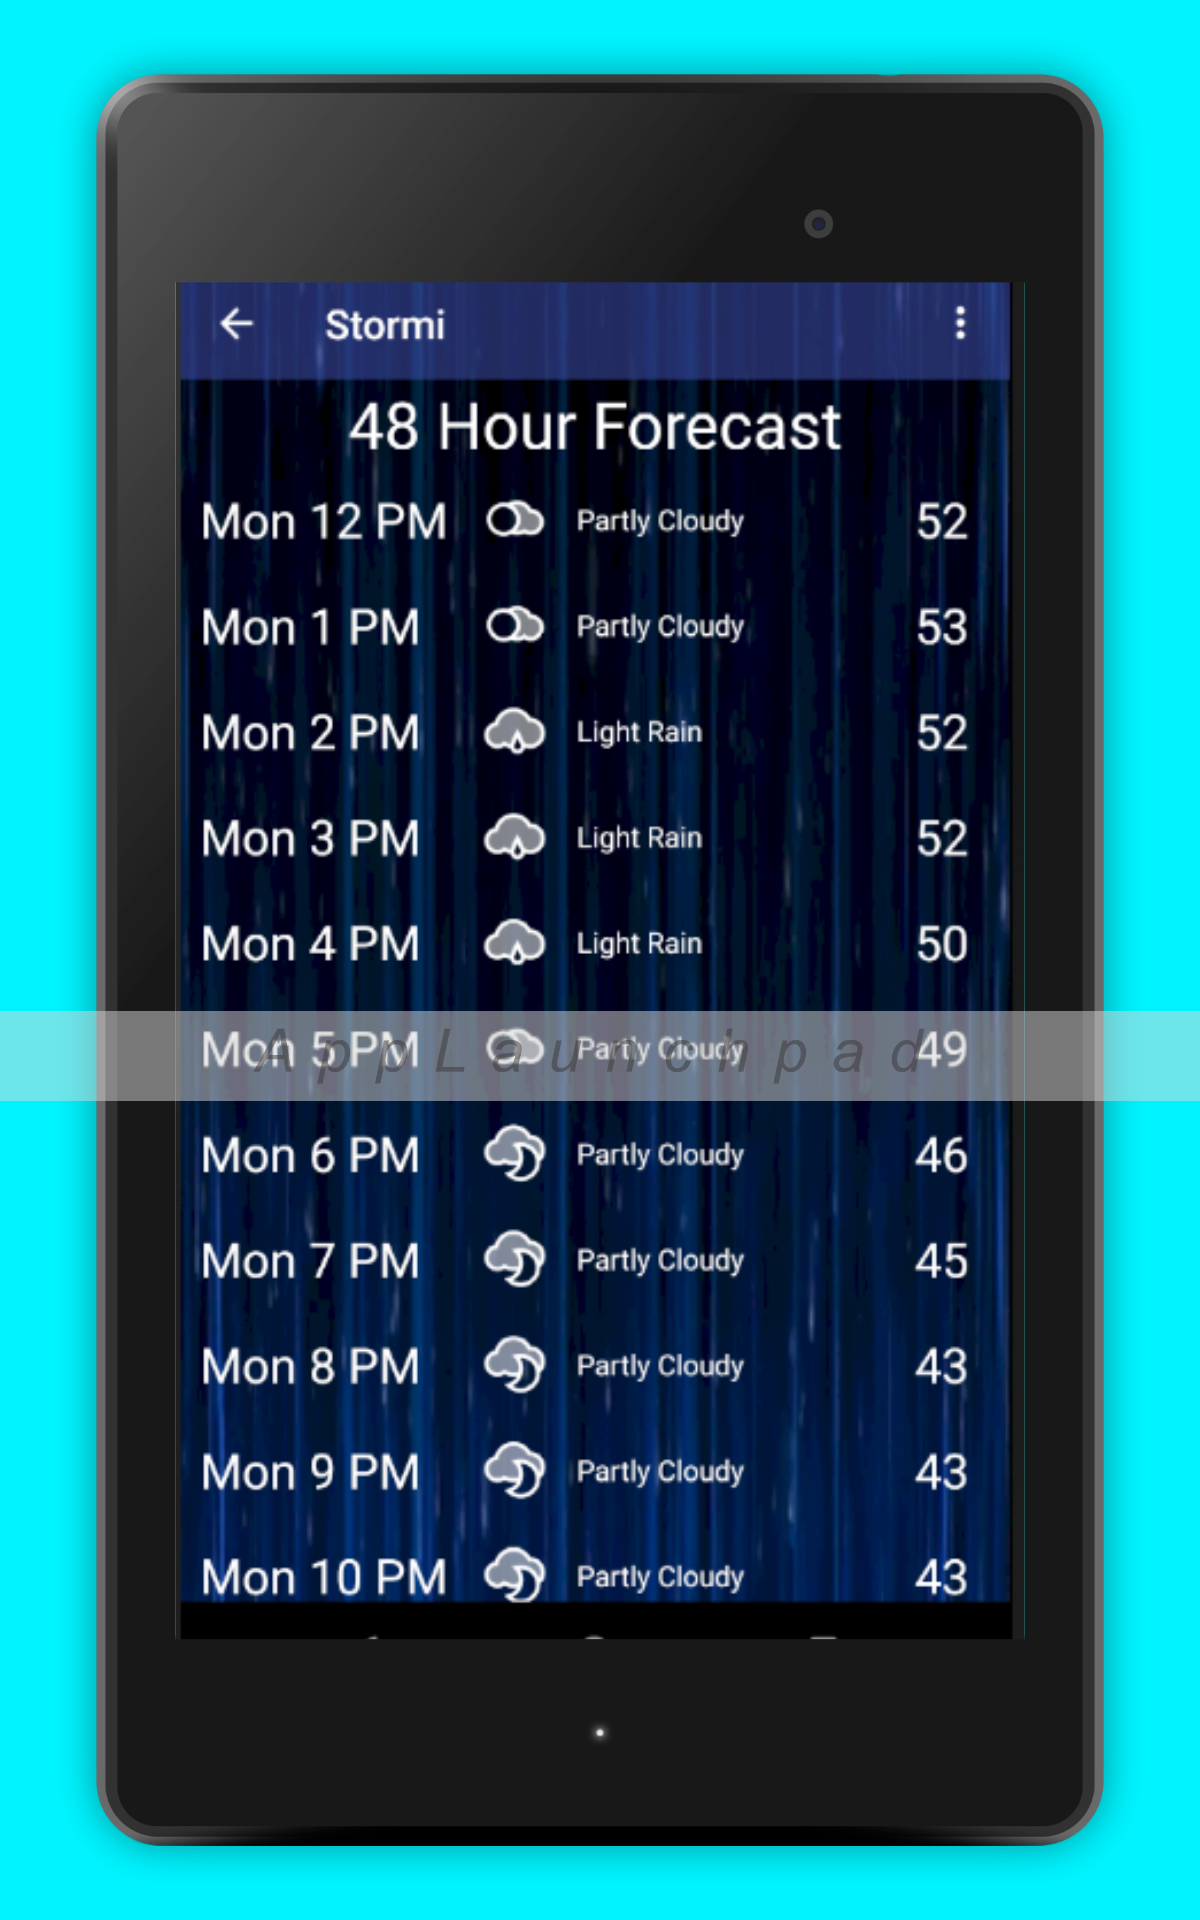 Stormi
48 Hour Forecast
Mon 12 PM Partly Cloudy 52
Mon 1 PM Partly Cloudy 53
Mon 2 PM Light Rain 52
Mon 3 PM Light Rain 52
Mon 4 PM Light Rain 50
Mon 5 PM Partly Cloudy 49
AppLaunchpad
Mon 6 PM Partly Cloudy 46
Mon 7 PM Partly Cloudy 45
Mon 8 PM Partly Cloudy 43
Mon 9 PM Partly Cloudy 43
Mon 10 PM Partly Cloudy 43